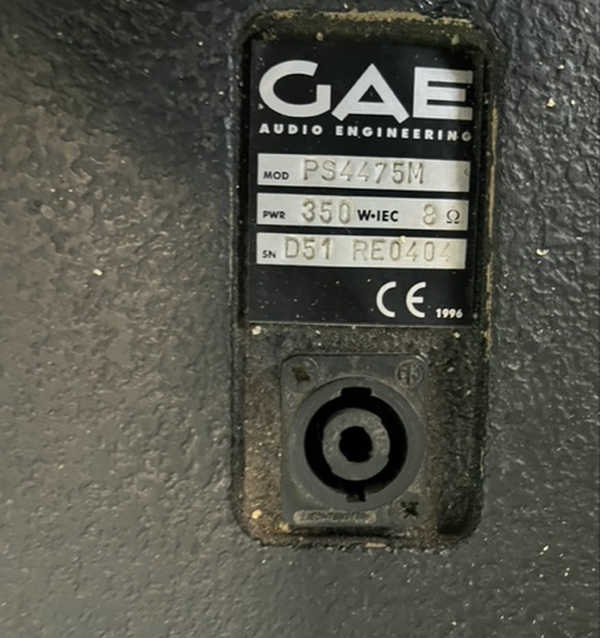 GAE
AUDIO ENGINEERING
MOD PS4475M
PWR 350 W•IEC 8 Ω
SN D51 RE0404
CE 1996